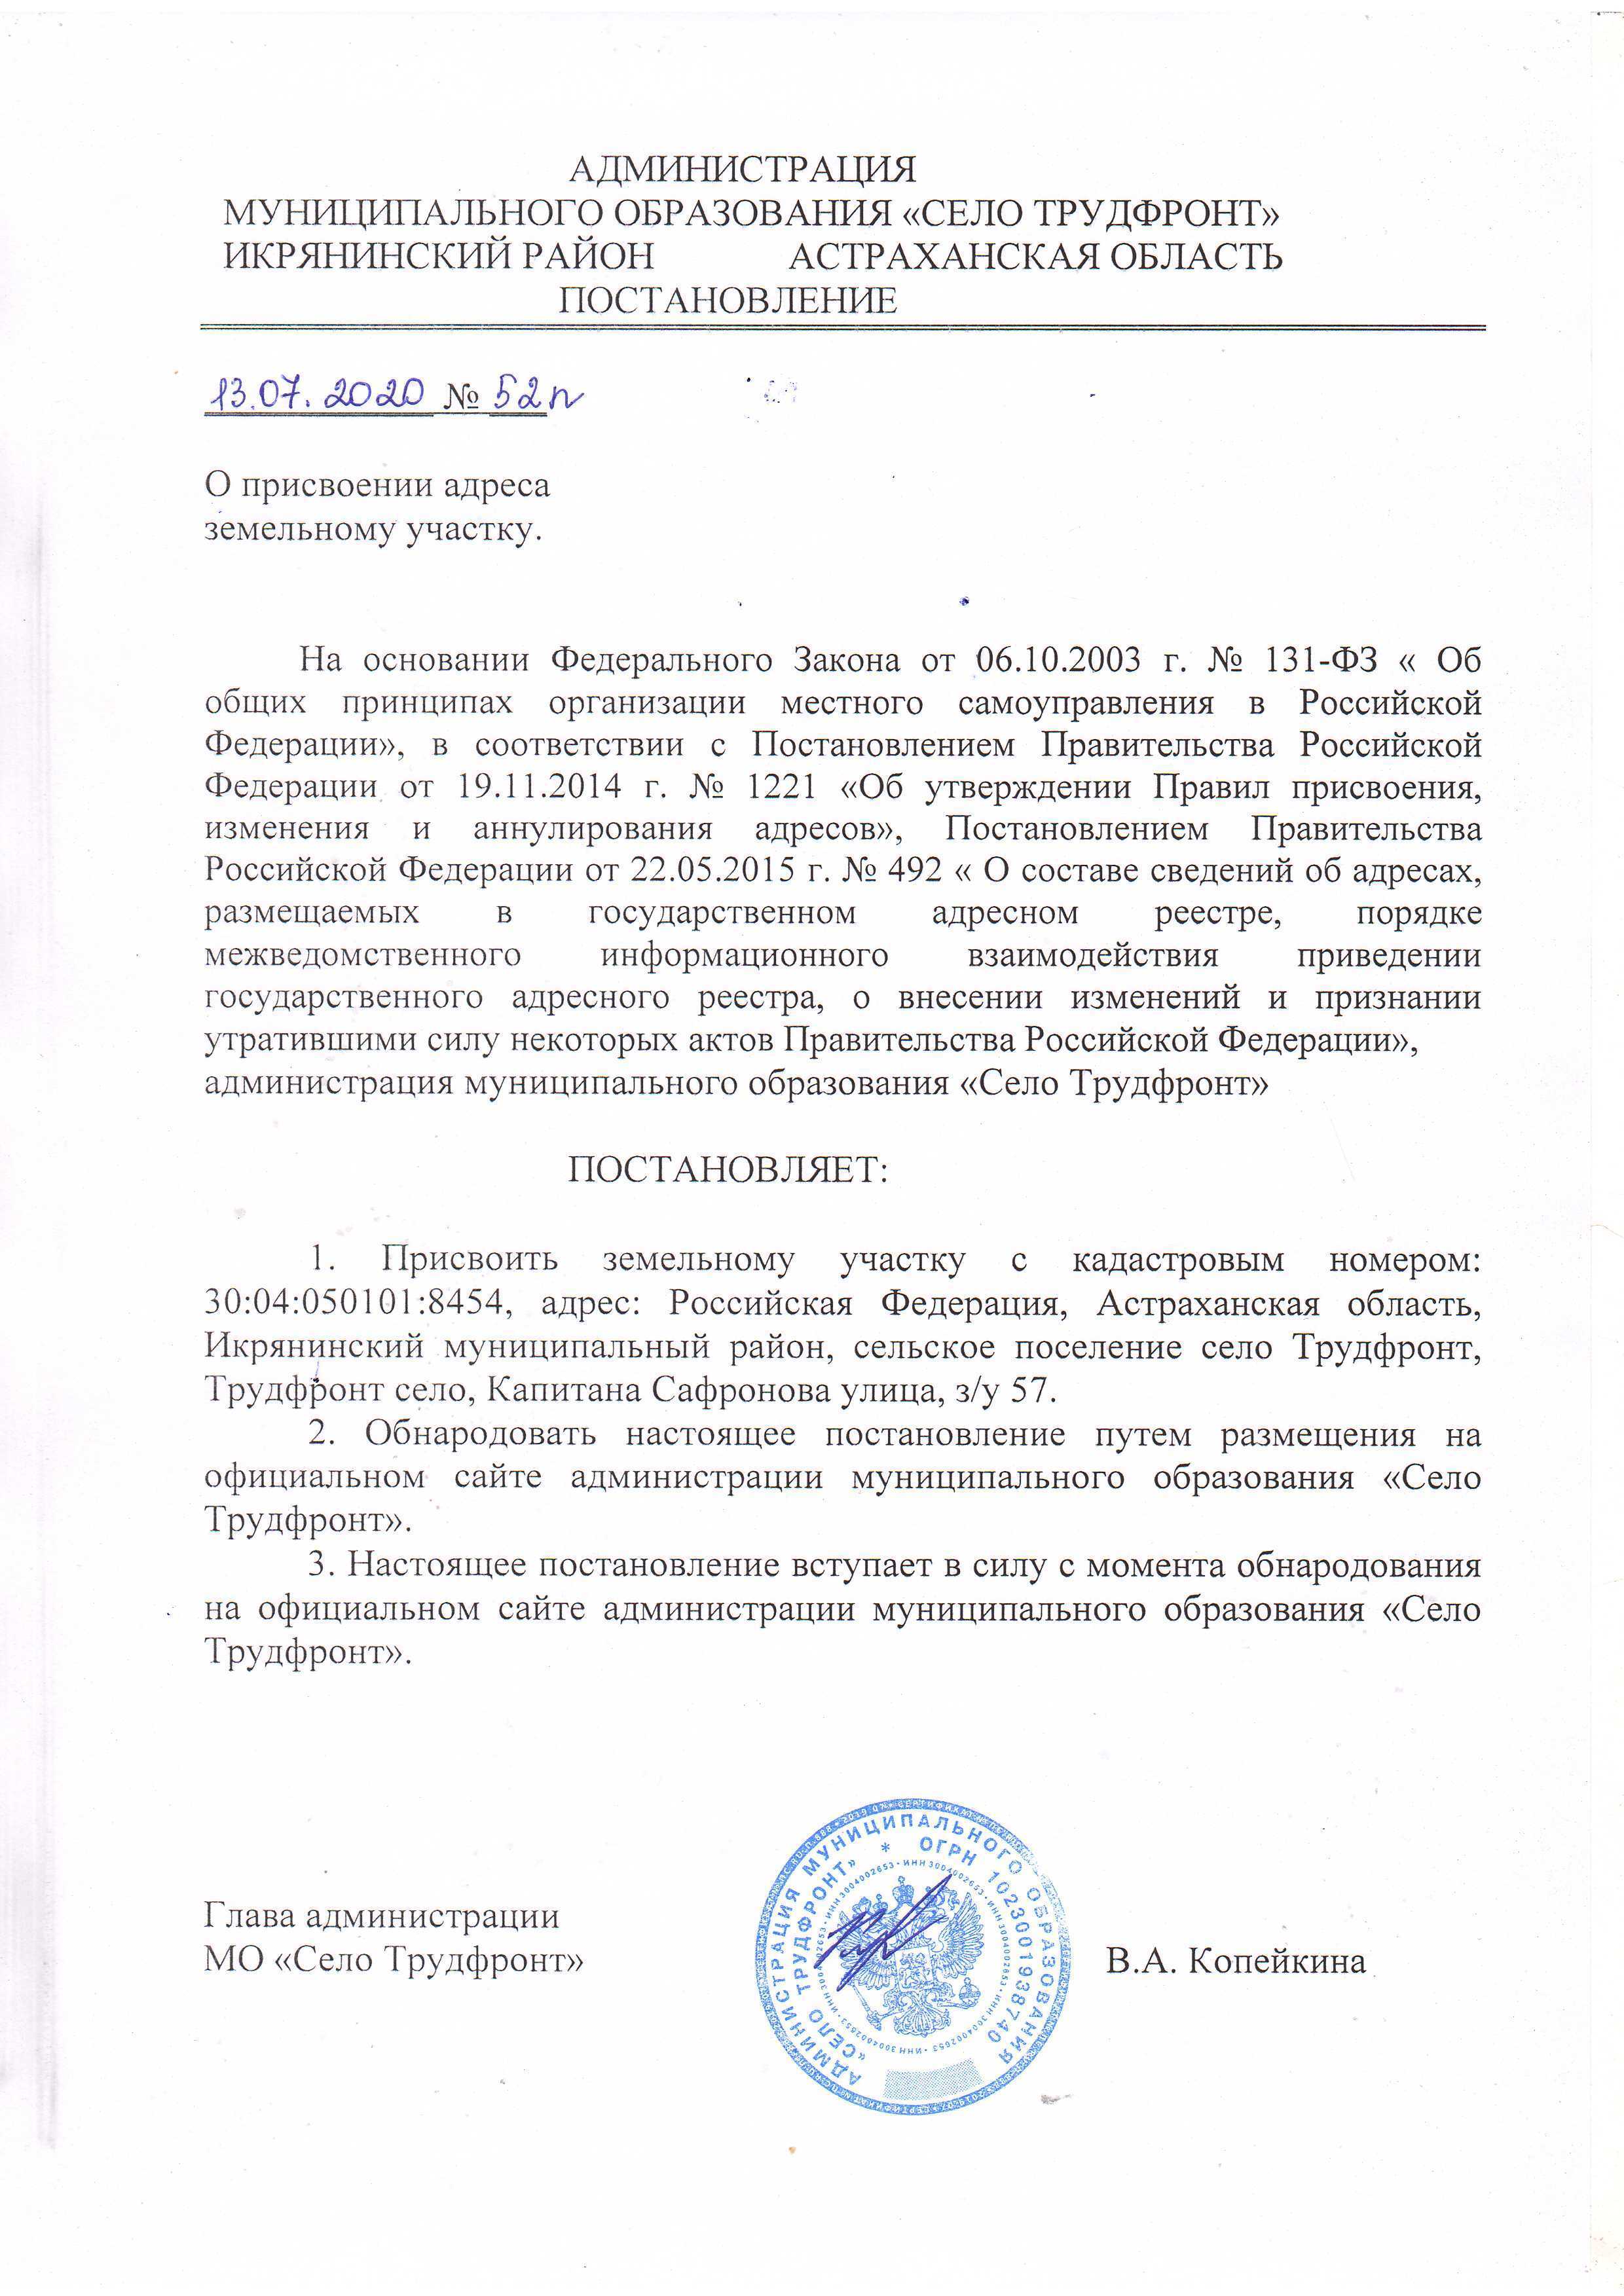 АДМИНИСТРАЦИЯ
МУНИЦИПАЛЬНОГО ОБРАЗОВАНИЯ «СЕЛО ТРУДФРОНТ»
ИКРЯНИНСКИЙ РАЙОН АСТРАХАНСКАЯ ОБЛАСТЬ
ПОСТАНОВЛЕНИЕ
13.07.2020 № 52п
О присвоении адреса
земельному участку.
На основании Федерального Закона от 06.10.2003 г. № 131-ФЗ « Об
общих принципах организации местного самоуправления в Российской
Федерации», в соответствии с Постановлением Правительства Российской
Федерации от 19.11.2014 г. № 1221 «Об утверждении Правил присвоения,
изменения и аннулирования адресов», Постановлением Правительства
Российской Федерации от 22.05.2015 г. № 492 « О составе сведений об адресах,
размещаемых в государственном адресном реестре, порядке
межведомственного информационного взаимодействия приведении
государственного адресного реестра, о внесении изменений и признании
утратившими силу некоторых актов Правительства Российской Федерации»,
администрация муниципального образования «Село Трудфронт»
ПОСТАНОВЛЯЕТ:
1. Присвоить земельному участку с кадастровым номером:
30:04:050101:8454, адрес: Российская Федерация, Астраханская область,
Икрянинский муниципальный район, сельское поселение село Трудфронт,
Трудфронт село, Капитана Сафронова улица, з/у 57.
2. Обнародовать настоящее постановление путем размещения на
официальном сайте администрации муниципального образования «Село
Трудфронт».
3. Настоящее постановление вступает в силу с момента обнародования
на официальном сайте администрации муниципального образования «Село
Трудфронт».
Глава администрации
МО «Село Трудфронт» В.А. Копейкина
АДМИНИСТРАЦИЯ МУНИЦИПАЛЬНОГО ОБРАЗОВАНИЯ
«СЕЛО ТРУДФРОНТ» * ОГРН 1023001938740
ИНН 3004002653 • ИНН 3004002653 • ИНН 3004002653 • ИНН 3004002653 • ИНН 3004002653